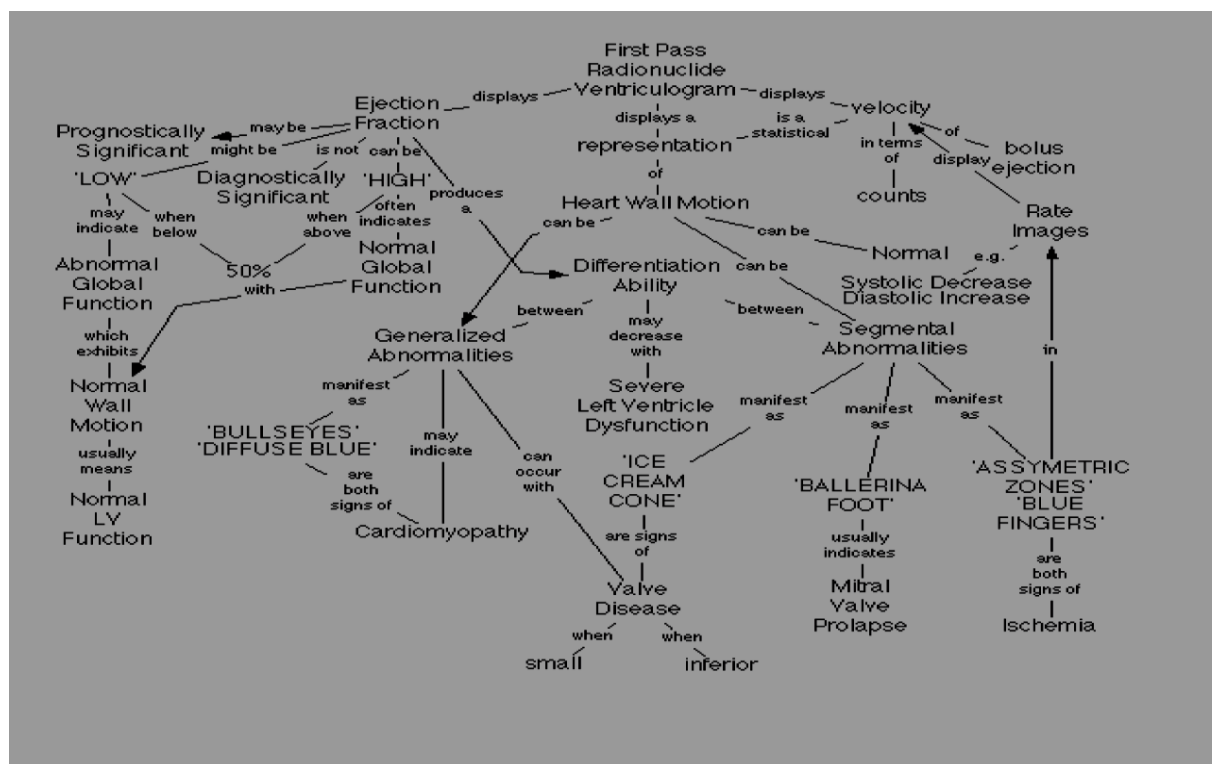 First Pass
Radionuclide
Ventriculogram
displays
displays
Ejection
Fraction
velocity
displays a
is a
statistical
representation
of
Heart Wall Motion
in terms
of
counts
of
bolus
ejection
display
Rate
Images
e.g.
Systolic Decrease
Diastolic Increase
may be
Prognostically
Significant
might be
'LOW'
is not
Diagnostically
Significant
can be
'HIGH'
produces
a
may
indicate
when
below
when
above
often
indicates
Abnormal
Global
Function
50%
with
Normal
Global
Function
which
exhibits
Normal
Wall
Motion
usually
means
Normal
LV
Function
can be
can be
can be
Normal
Differentiation
Ability
between
may
decrease
with
between
Generalized
Abnormalities
Severe
Left Ventricle
Dysfunction
Segmental
Abnormalities
in
manifest
as
'BULLSEYES'
'DIFFUSE BLUE'
may
indicate
are
both
signs of
Cardiomyopathy
can
occur
with
manifest
as
manifest
as
manifest
as
'ICE
CREAM
CONE'
'BALLERINA
FOOT'
'ASSYMETRIC
ZONES'
'BLUE
FINGERS'
are signs
of
usually
indicates
are
both
signs of
Valve
Disease
Mitral
Valve
Prolapse
Ischemia
when
when
small
inferior